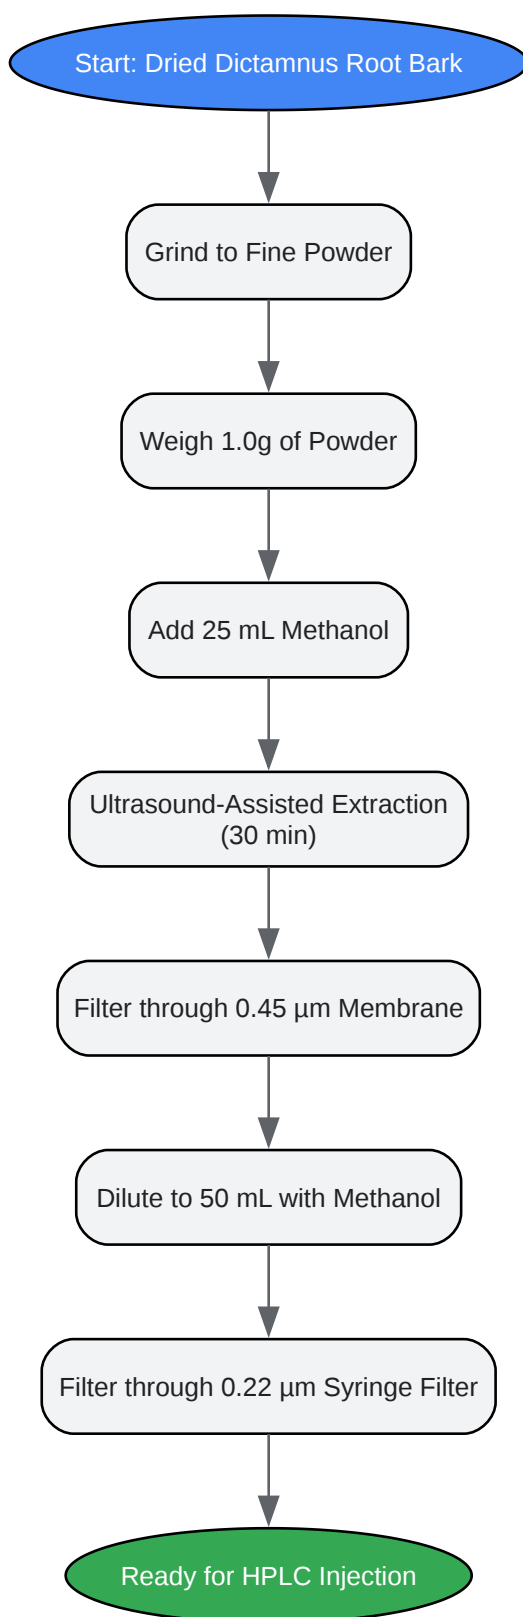 Start: Dried Dictamnus Root Bark
Grind to Fine Powder
Weigh 1.0g of Powder
Add 25 mL Methanol
Ultrasound-Assisted Extraction
(30 min)
Filter through 0.45 µm Membrane
Dilute to 50 mL with Methanol
Filter through 0.22 µm Syringe Filter
Ready for HPLC Injection